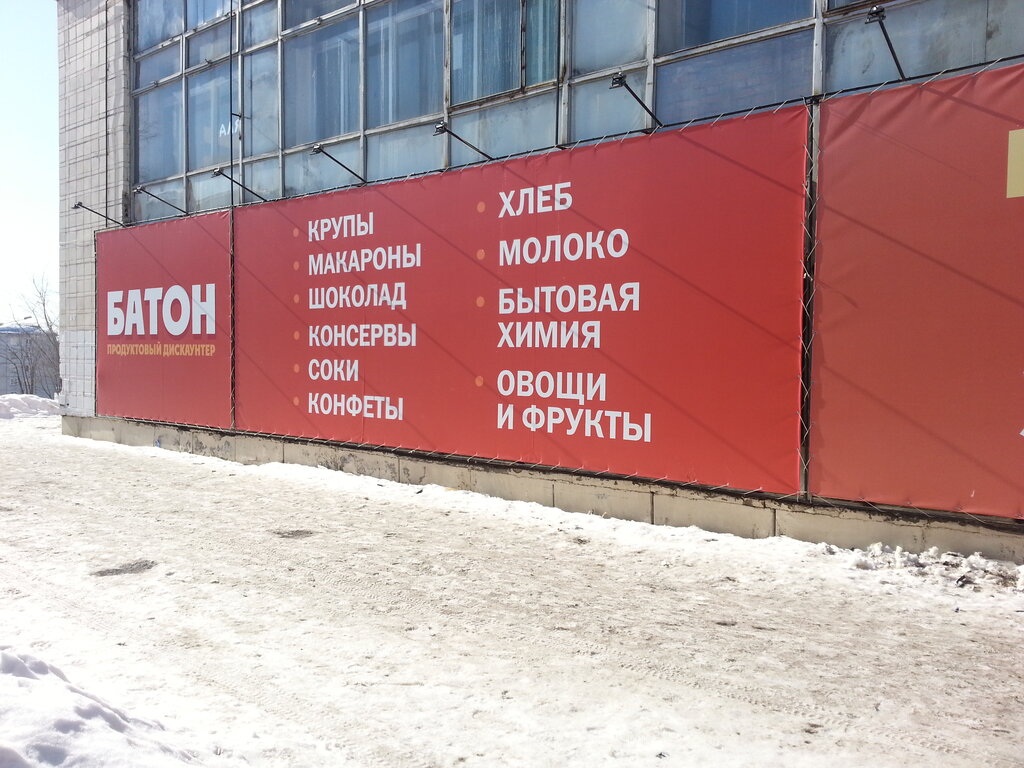 БАТОН
ПРОДУКТОВЫЙ ДИСКАУНТЕР
КРУПЫ
МАКАРОНЫ
ШОКОЛАД
КОНСЕРВЫ
СОКИ
КОНФЕТЫ
ХЛЕБ
МОЛОКО
БЫТОВАЯ
ХИМИЯ
ОВОЩИ
И ФРУКТЫ